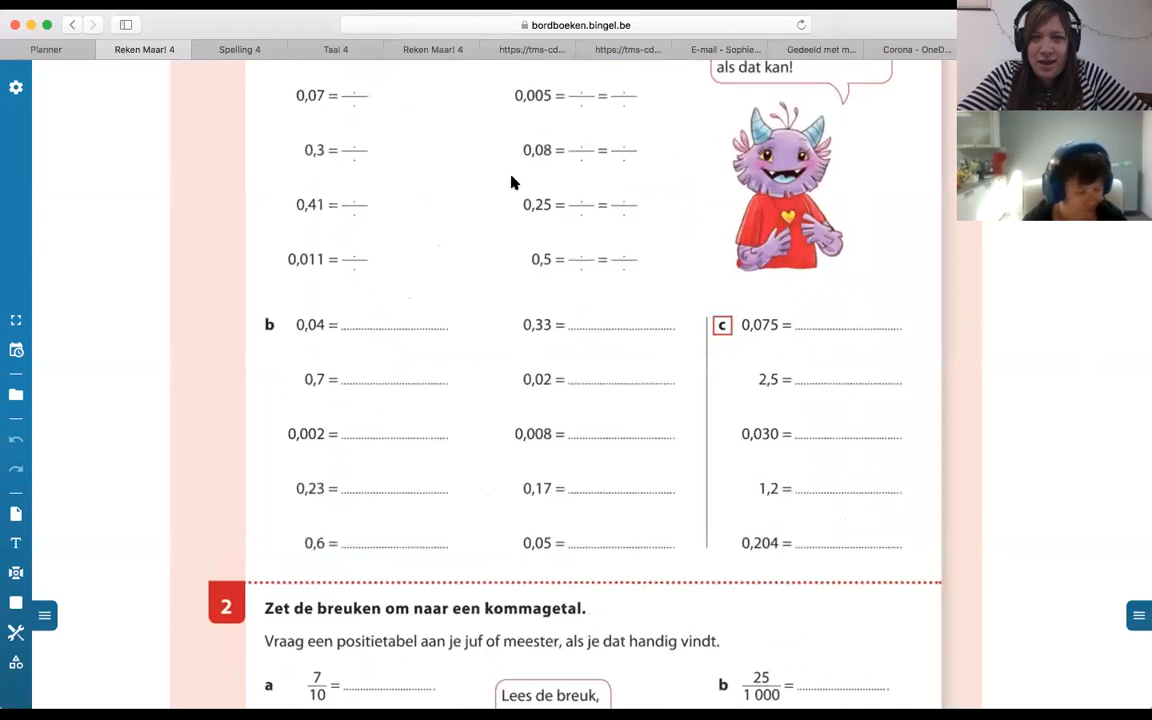 bordboeken.bingel.be
Planner
Reken Maar! 4
Spelling 4
Taal 4
Reken Maar! 4
https://tms-cd...
https://tms-cd...
E-mail - Sophie...
Gedeeld met m...
Corona - OneD...
als dat kan!
0,07 =
0,005 = =
0,3 =
0,08 = =
0,41 =
0,25 = =
0,011 =
0,5 = =
b 0,04 =
0,33 =
c 0,075 =
0,7 =
0,02 =
2,5 =
0,002 =
0,008 =
0,030 =
0,23 =
0,17 =
1,2 =
0,6 =
0,05 =
0,204 =
2 Zet de breuken om naar een kommagetal.
Vraag een positietabel aan je juf of meester, als je dat handig vindt.
a 7/10 =
Lees de breuk,
b 25/1 000 =
T